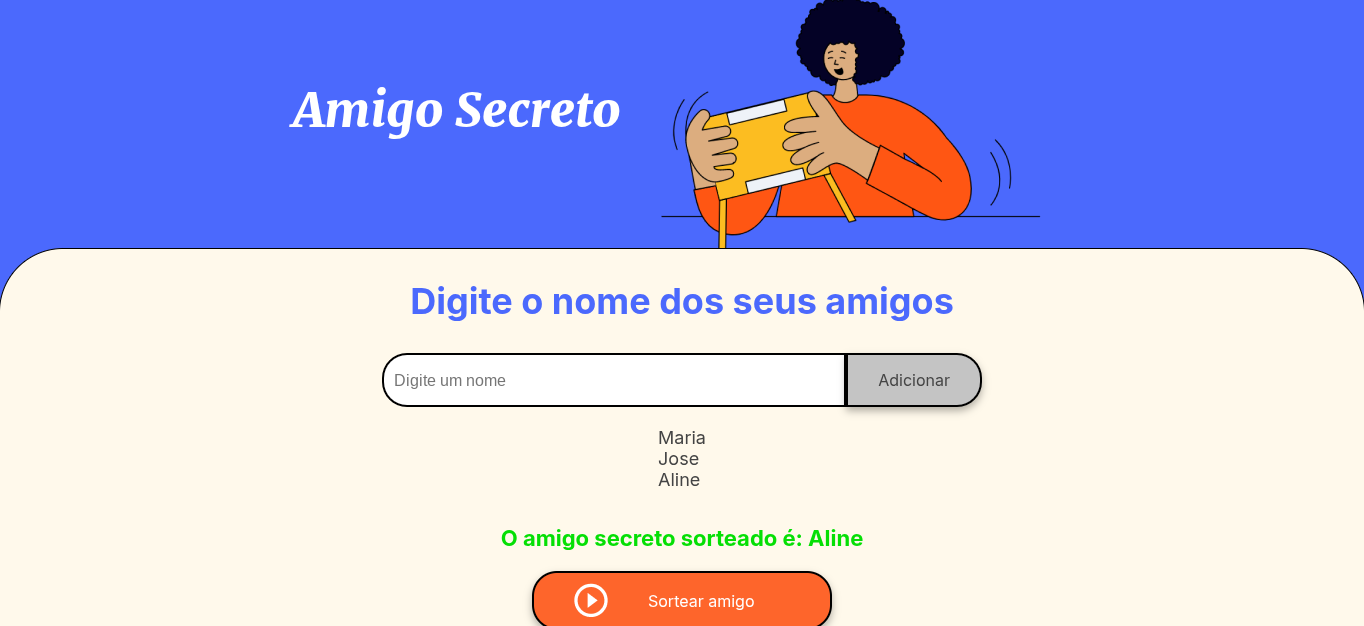 Amigo Secreto
Digite o nome dos seus amigos
Digite um nome
Adicionar
Maria
Jose
Aline
O amigo secreto sorteado é: Aline
Sortear amigo